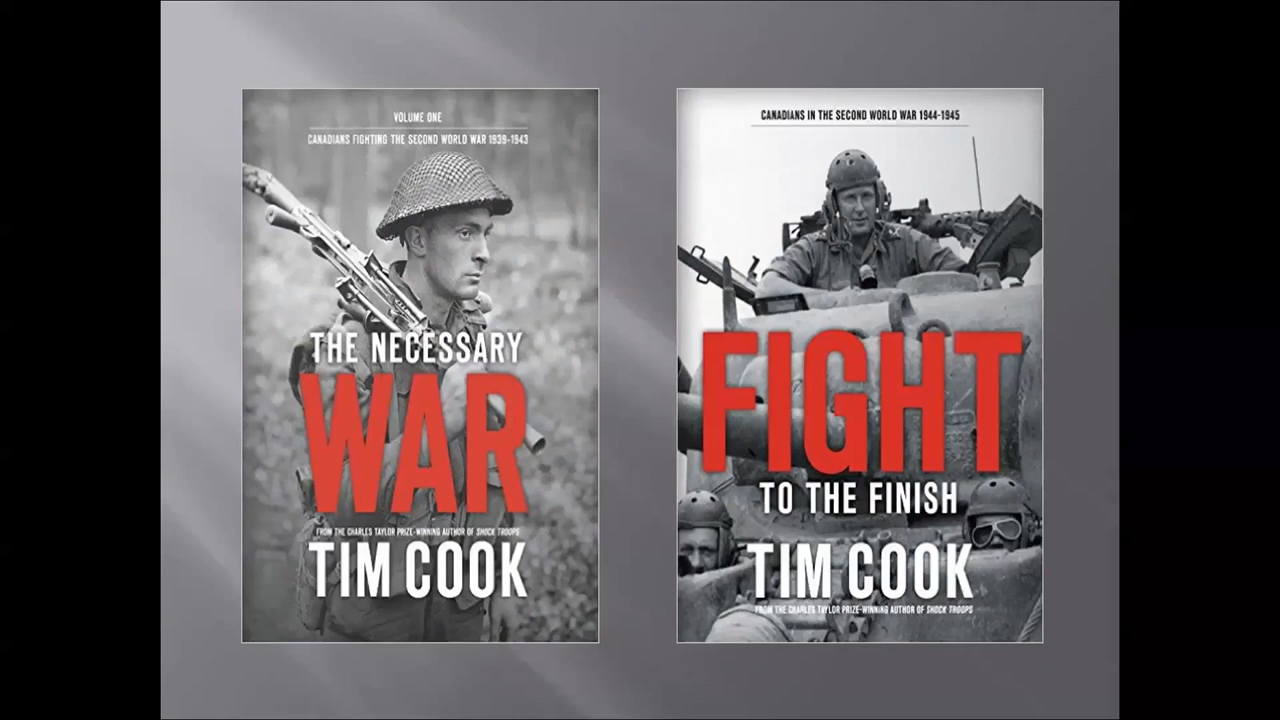 VOLUME ONE
CANADIANS FIGHTING THE SECOND WORLD WAR 1939-1943
THE NECESSARY
WAR
FROM THE CHARLES TAYLOR PRIZE-WINNING AUTHOR OF SHOCK TROOPS
TIM COOK
CANADIANS IN THE SECOND WORLD WAR 1944-1945
FIGHT
TO THE FINISH
TIM COOK
FROM THE CHARLES TAYLOR PRIZE-WINNING AUTHOR OF SHOCK TROOPS